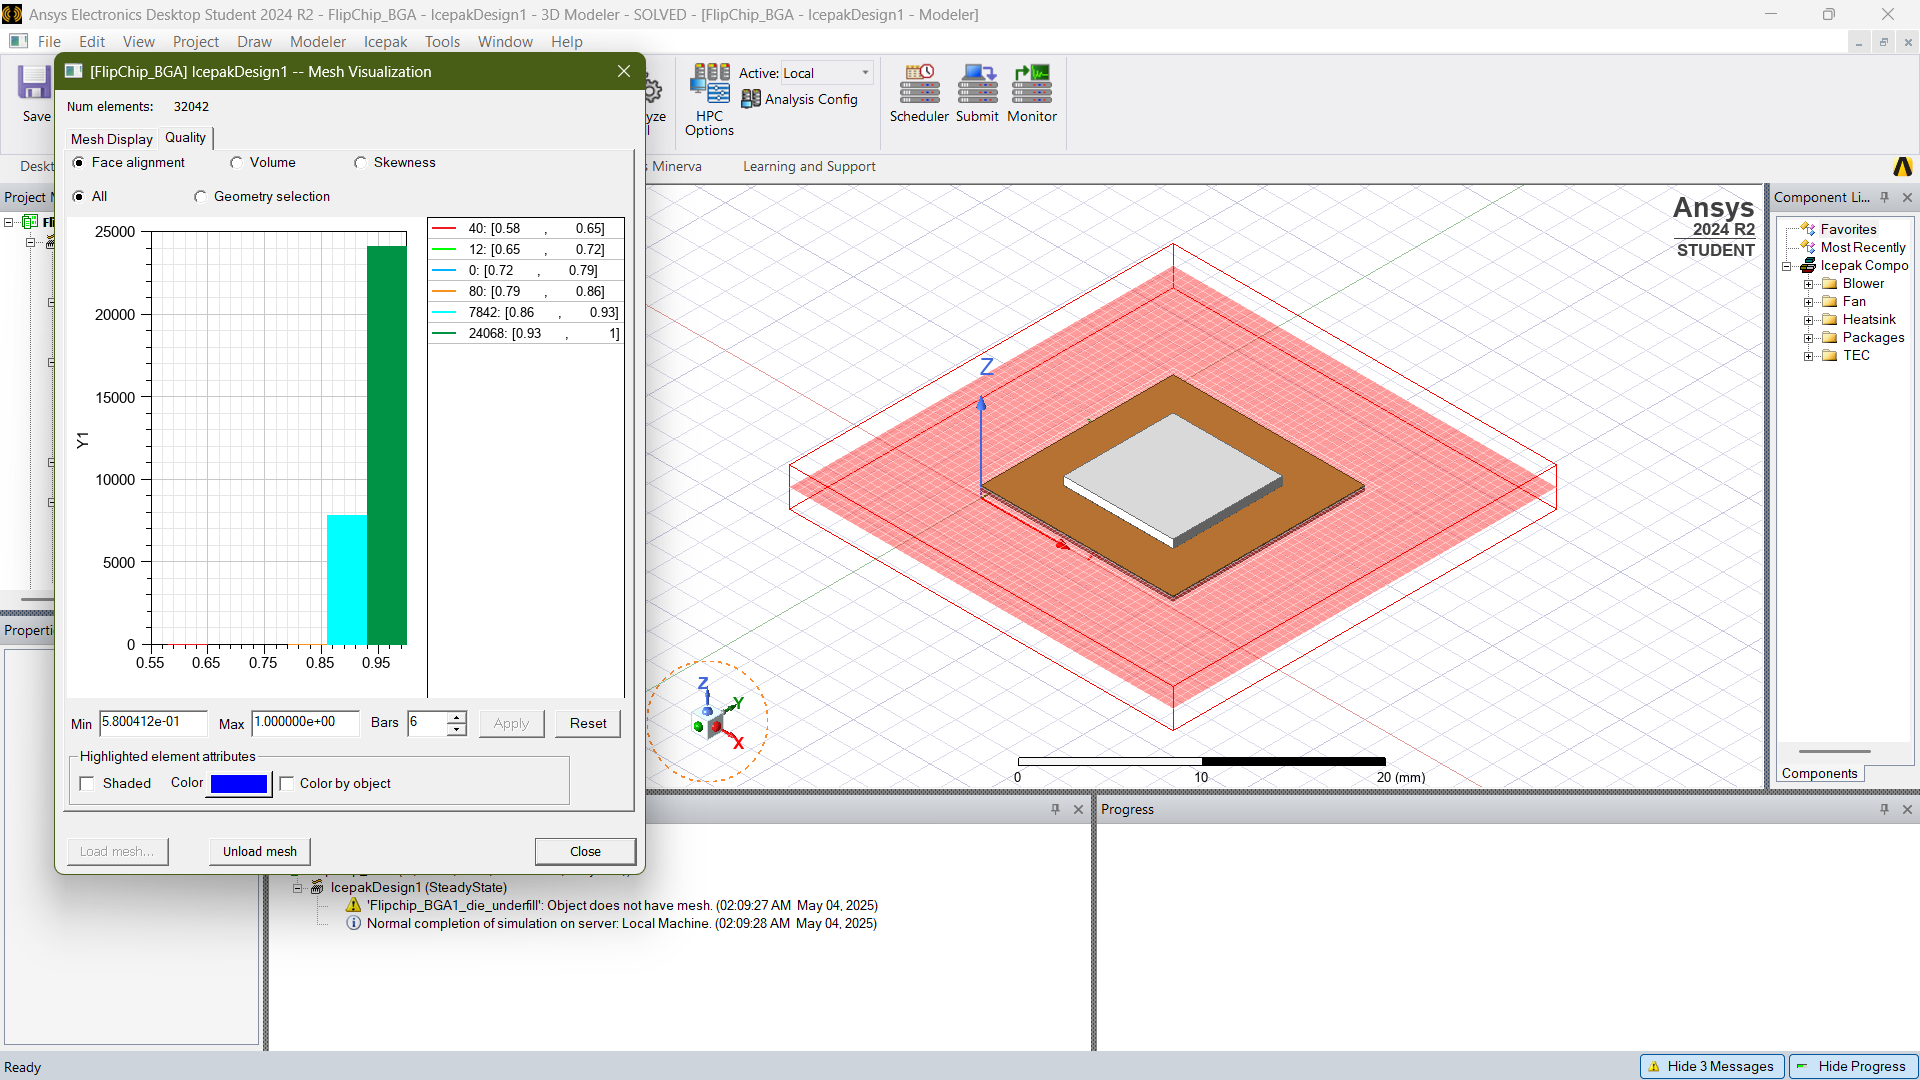 Ansys Electronics Desktop Student 2024 R2 - FlipChip_BGA - IcepakDesign1 - 3D Modeler - SOLVED - [FlipChip_BGA - IcepakDesign1 - Modeler]
File Edit View Project Draw Modeler Icepak Tools Window Help
[FlipChip_BGA] IcepakDesign1 -- Mesh Visualization
Save
HPC Options
Active: Local
Analysis Config
Scheduler Submit Monitor
Minerva Learning and Support
Num elements: 32042
Mesh Display Quality
Face alignment Volume Skewness
All Geometry selection
25000
20000
15000
10000
5000
0
Y1
0.55 0.65 0.75 0.85 0.95
40: [0.58 , 0.65]
12: [0.65 , 0.72]
0: [0.72 , 0.79]
80: [0.79 , 0.86]
7842: [0.86 , 0.93]
24068: [0.93 , 1]
Min 5.800412e-01 Max 1.000000e+00 Bars 6 Apply Reset
Highlighted element attributes
Shaded Color Color by object
Load mesh... Unload mesh Close
Ansys
2024 R2
STUDENT
Z
Z
Y
X
0 10 20 (mm)
Component Li...
Favorites
Most Recently
Icepak Compo
Blower
Fan
Heatsink
Packages
TEC
Components
Progress
IcepakDesign1 (SteadyState)
'Flipchip_BGA1_die_underfill': Object does not have mesh. (02:09:27 AM May 04, 2025)
Normal completion of simulation on server: Local Machine. (02:09:28 AM May 04, 2025)
Ready
Hide 3 Messages Hide Progress